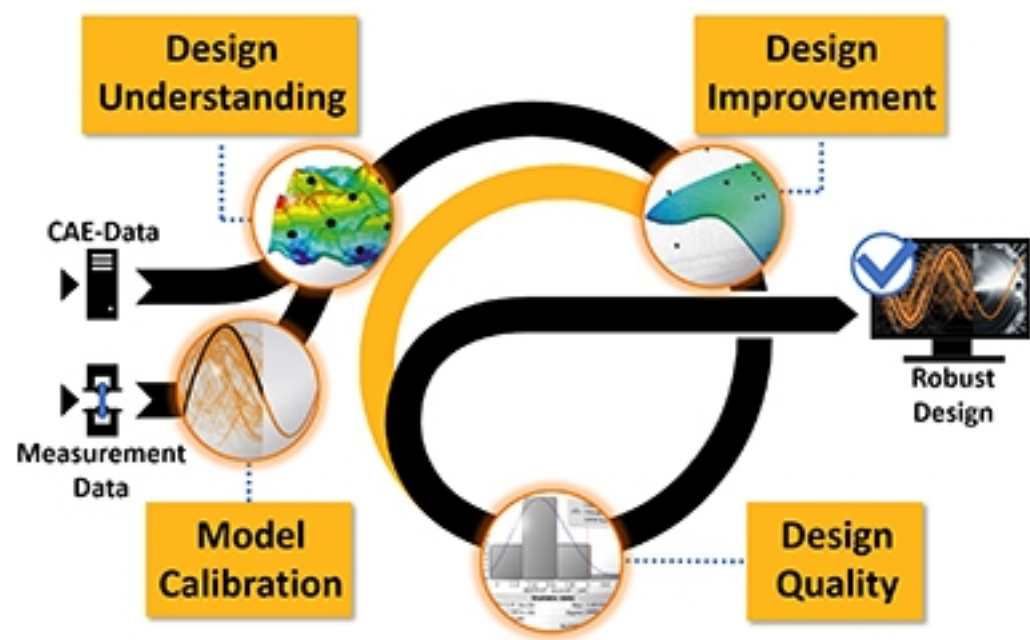 Design
Understanding
Design
Improvement
CAE-Data
Measurement
Data
Robust
Design
Model
Calibration
Design
Quality